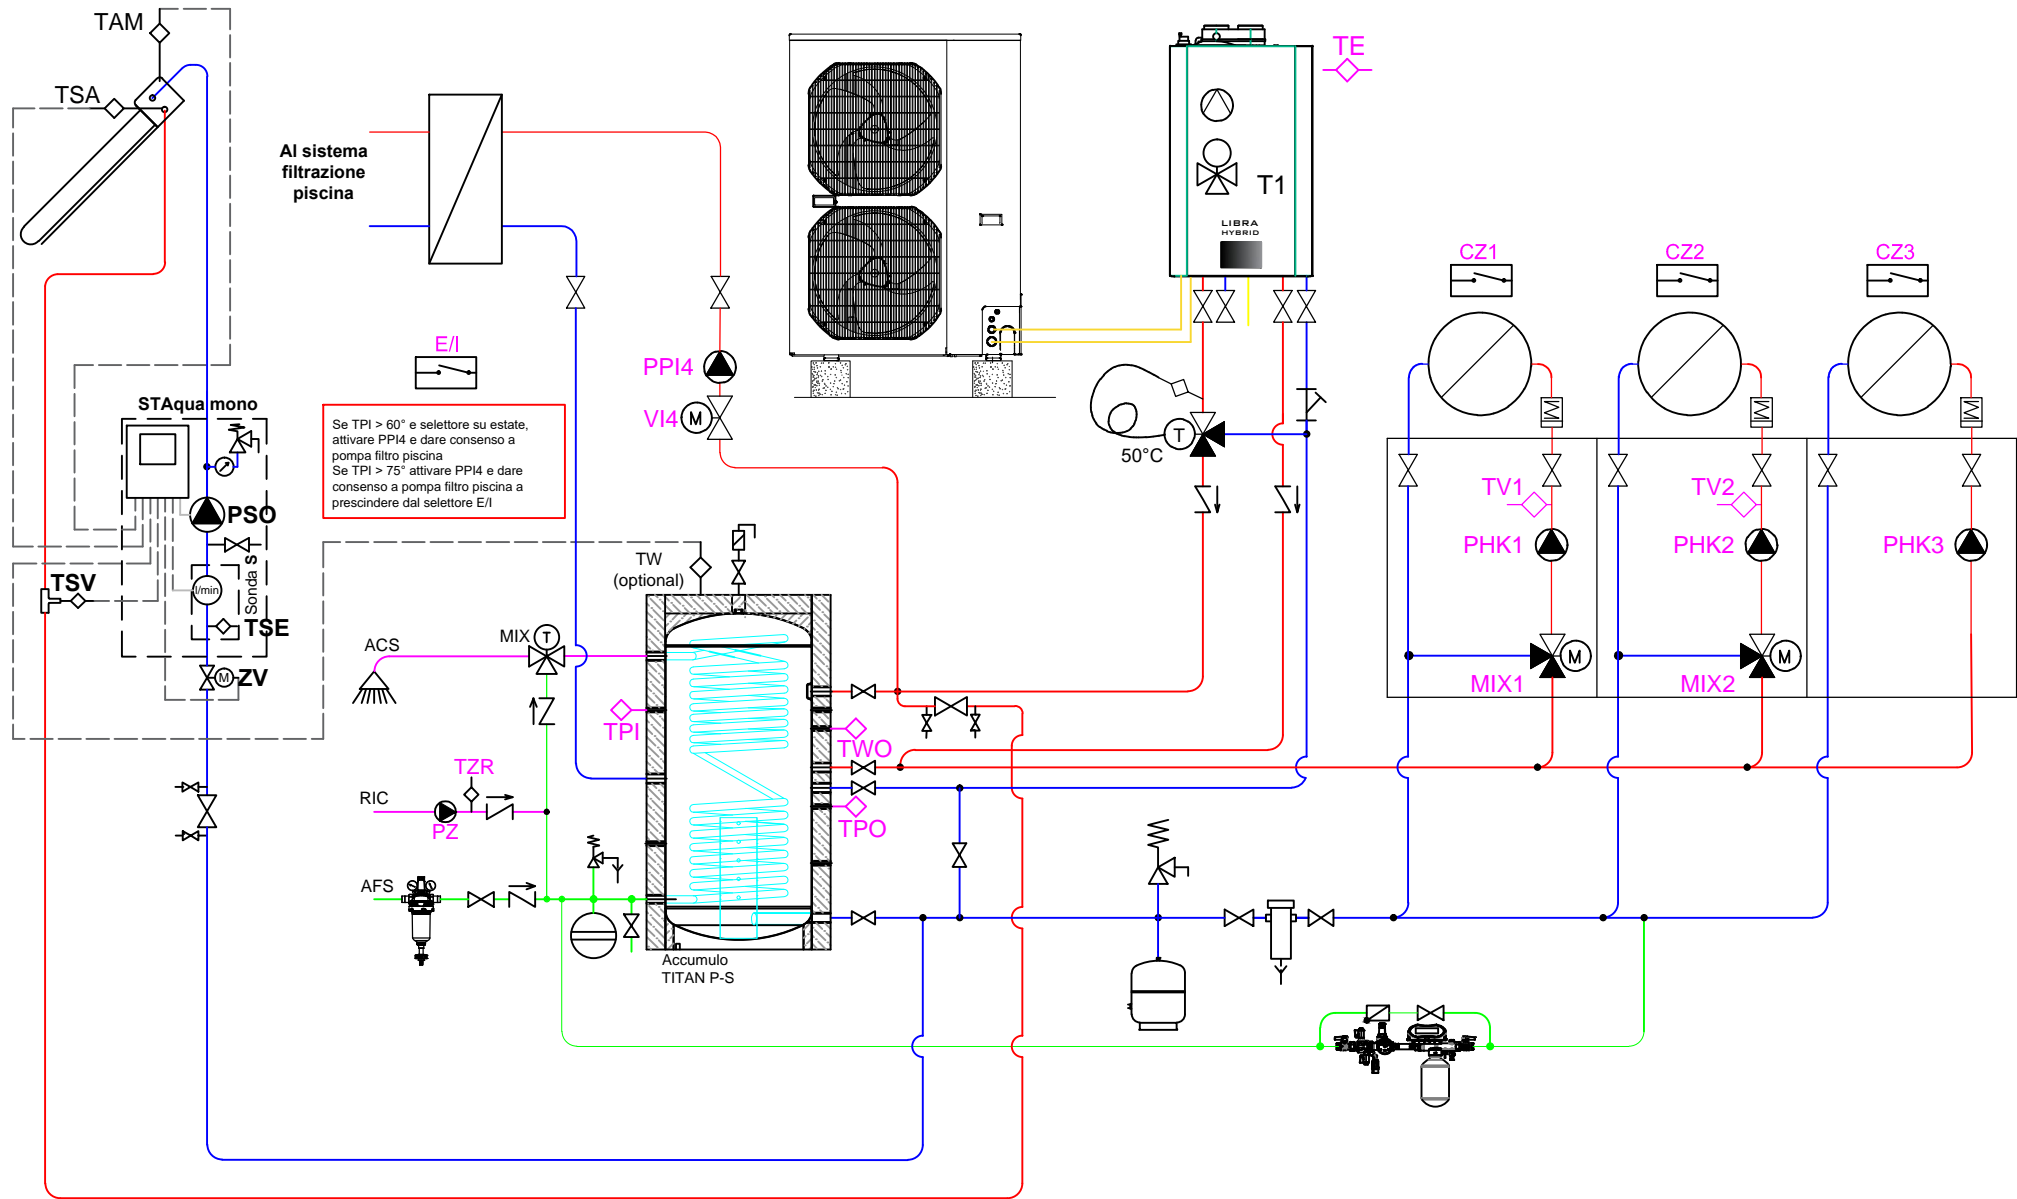 TAM
TSA
Al sistema
filtrazione
piscina
TE
T1
LIBRA
HYBRID
CZ1
CZ2
CZ3
E/I
PPI4
VI4
M
Se TPI > 60° e selettore su estate,
attivare PPI4 e dare consenso a
pompa filtro piscina
Se TPI > 75° attivare PPI4 e dare
consenso a pompa filtro piscina a
prescindere dal selettore E/I
STAqua mono
T
50°C
TV1
TV2
PSO
PHK1
PHK2
PHK3
Sonda S
l/min
TSV
TSE
TW
(optional)
ZV
M
ACS
MIX
T
M
M
MIX1
MIX2
TPI
TWO
TZR
RIC
PZ
TPO
AFS
Accumulo
TITAN P-S